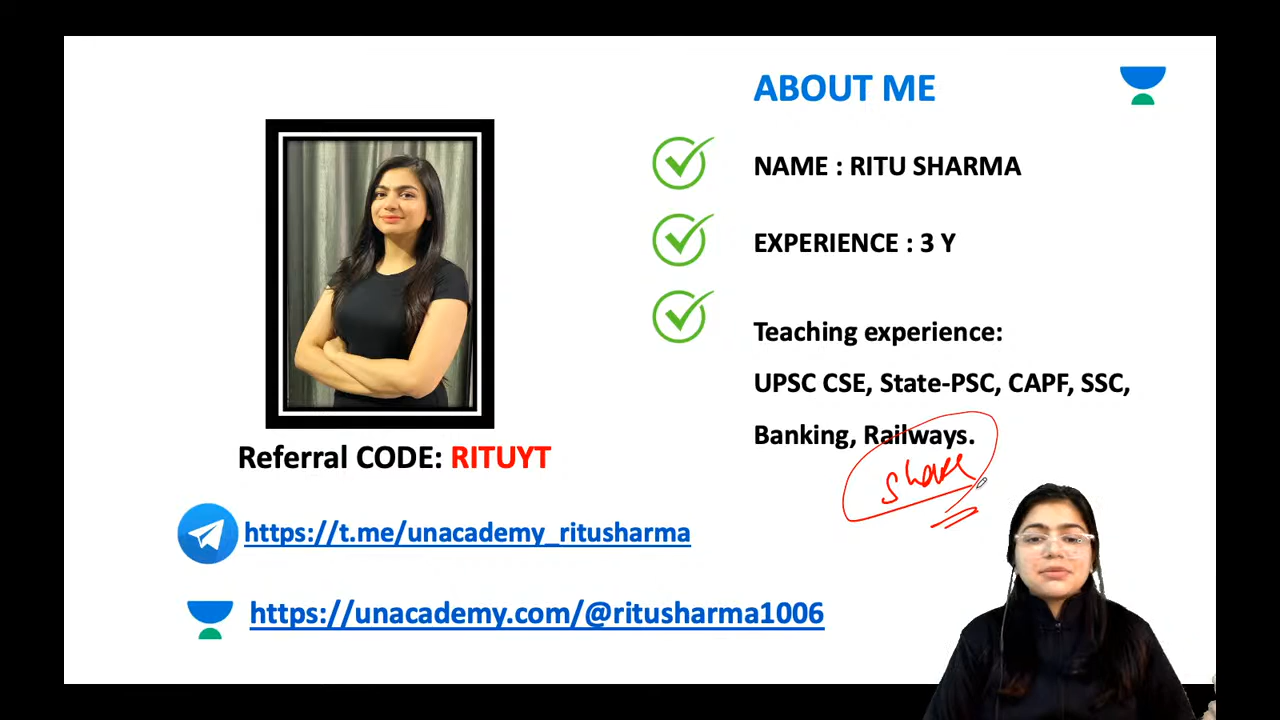 ABOUT ME
NAME : RITU SHARMA
EXPERIENCE : 3 Y
Teaching experience:
UPSC CSE, State-PSC, CAPF, SSC,
Banking, Railways.
share
Referral CODE: RITUYT
https://t.me/unacademy_ritusharma
https://unacademy.com/@ritusharma1006